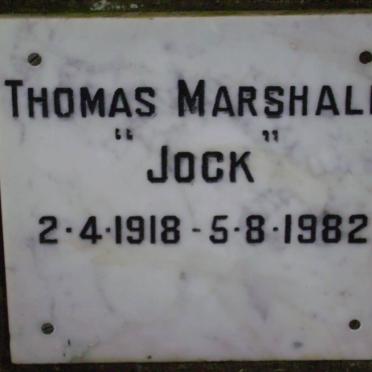 THOMAS MARSHALL
"JOCK"
2·4·1918 - 5·8·1982